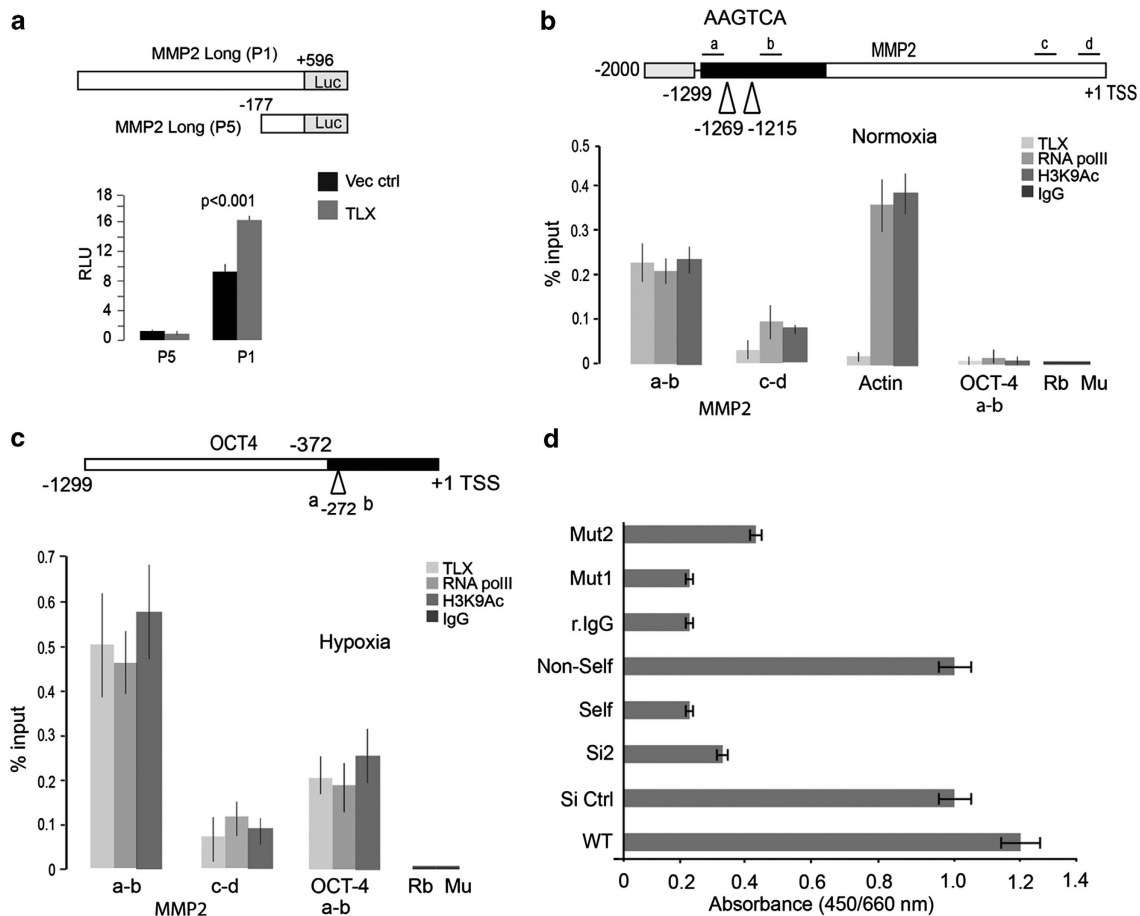 a
MMP2 Long (P1)
+596
Luc
-177
MMP2 Long (P5)
Luc
Vec ctrl
TLX
p<0.001
RLU
18
16
12
8
4
0
P5
P1
b
AAGTCA
a
b
MMP2
c
d
-2000
-1299
+1 TSS
-1269
-1215
Normoxia
TLX
RNA polII
H3K9Ac
IgG
% input
0.5
0.4
0.3
0.2
0.1
0
a-b
c-d
Actin
OCT-4
a-b
Rb Mu
MMP2
c
OCT4
-372
-1299
+1 TSS
a
-272
b
TLX
RNA polII
H3K9Ac
IgG
Hypoxia
% input
0.7
0.6
0.5
0.4
0.3
0.2
0.1
0
a-b
c-d
OCT-4
a-b
Rb Mu
MMP2
d
Mut2
Mut1
r.IgG
Non-Self
Self
Si2
Si Ctrl
WT
0 0.2 0.4 0.6 0.8 1.0 1.2 1.4
Absorbance (450/660 nm)